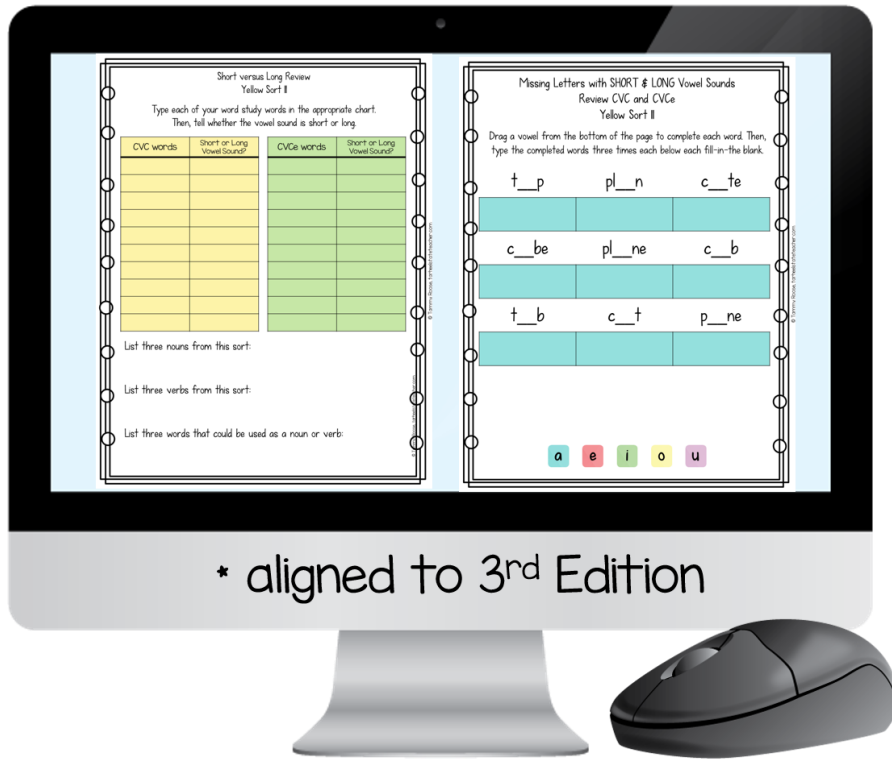 Short versus Long Review
Yellow Sort 11
Type each of your word study words in the appropriate chart.
Then, tell whether the vowel sound is short or long.
CVC words
Short or Long
Vowel Sound?
CVCe words
Short or Long
Vowel Sound?
List three nouns from this sort:
List three verbs from this sort:
List three words that could be used as a noun or verb:
Missing Letters with SHORT & LONG Vowel Sounds
Review CVC and CVCe
Yellow Sort 11
Drag a vowel from the bottom of the page to complete each word. Then,
type the completed words three times each below each fill-in-the blank.
t__p pl__n c__te
c__be pl__ne c__b
t__b c__t p__ne
a e i o u
* aligned to 3rd Edition